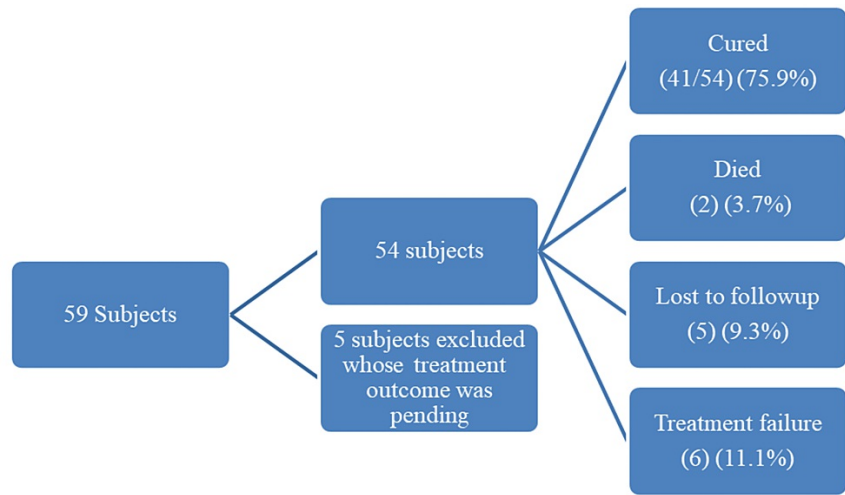 59 Subjects
54 subjects
5 subjects excluded
whose treatment
outcome was
pending
Cured
(41/54) (75.9%)
Died
(2) (3.7%)
Lost to followup
(5) (9.3%)
Treatment failure
(6) (11.1%)